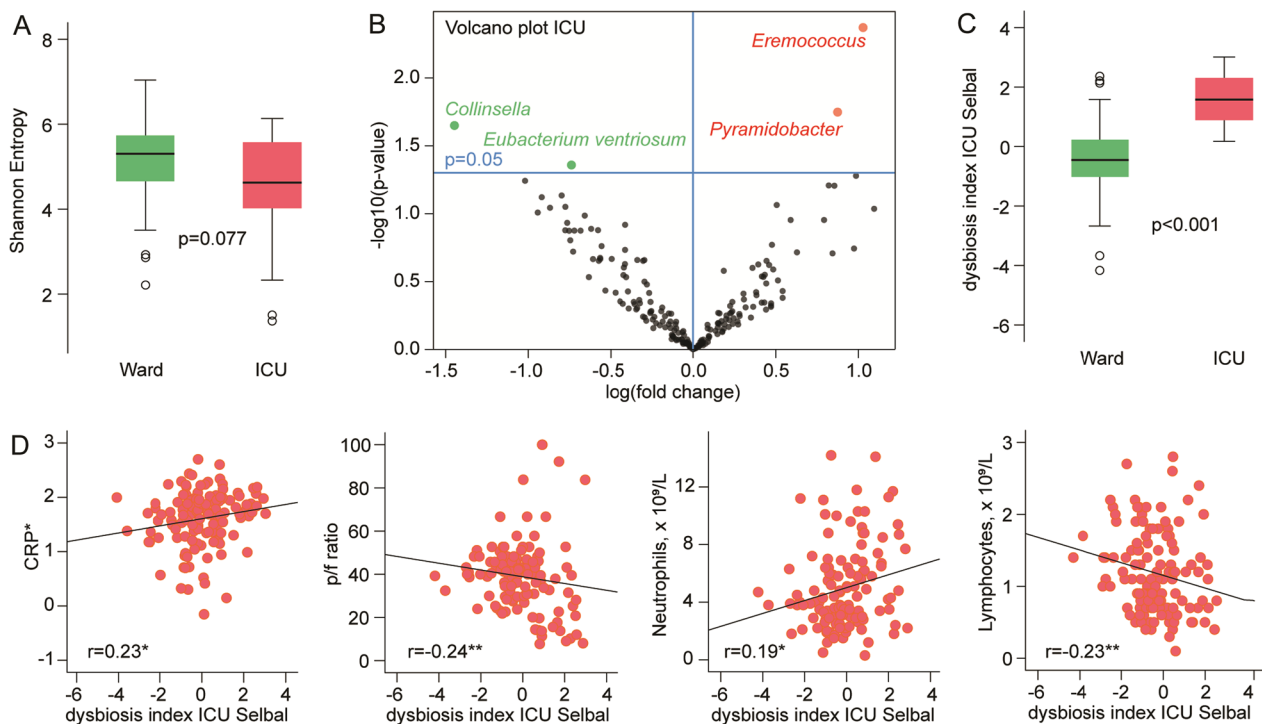 A
Shannon Entropy
8
6
4
2
p=0.077
Ward
ICU
B
Volcano plot ICU
-log10(p-value)
2.0
1.5
1.0
0.5
0.0
Eremococcus
Collinsella
Pyramidobacter
Eubacterium ventriosum
p=0.05
-1.5
-1.0
-0.5
0.0
0.5
1.0
log(fold change)
C
dysbiosis index ICU Selbal
4
2
0
-2
-4
-6
p<0.001
Ward
ICU
D
CRP*
3
2
1
0
-1
r=0.23*
-6
-4
-2
0
2
4
dysbiosis index ICU Selbal
p/f ratio
100
80
60
40
20
0
r=-0.24**
-6
-4
-2
0
2
4
dysbiosis index ICU Selbal
Neutrophils, x 10⁹/L
12
8
4
0
r=0.19*
-6
-4
-2
0
2
4
dysbiosis index ICU Selbal
Lymphocytes, x 10⁹/L
3
2
1
0
r=-0.23**
-6
-4
-2
0
2
4
dysbiosis index ICU Selbal